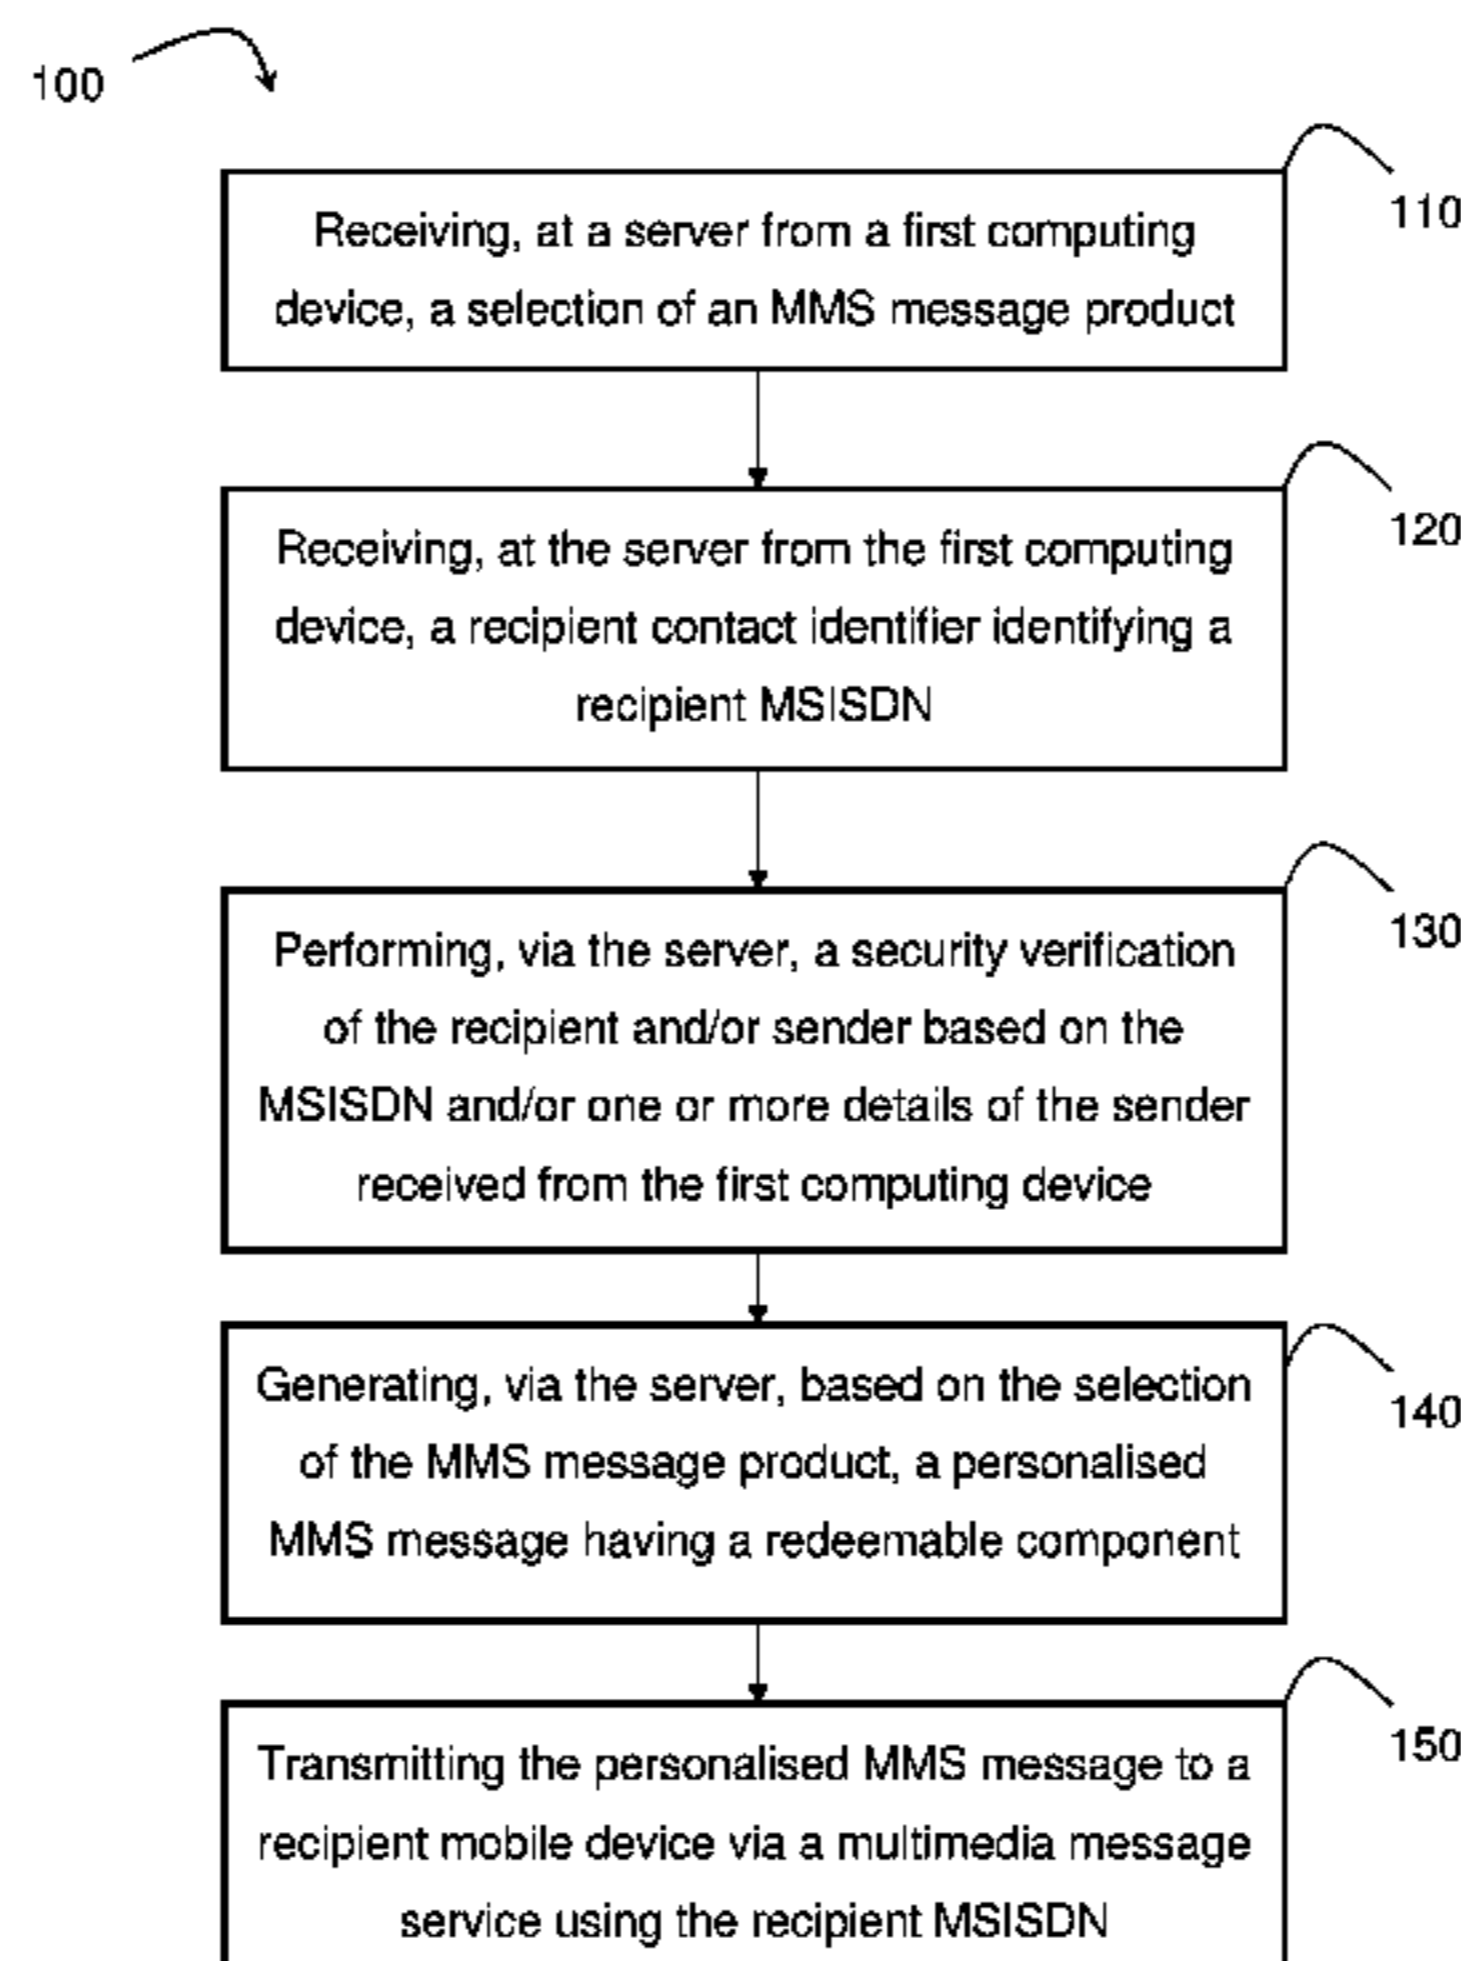 100
110
Receiving, at a server from a first computing
device, a selection of an MMS message product
120
Receiving, at the server from the first computing
device, a recipient contact identifier identifying a
recipient MSISDN
130
Performing, via the server, a security verification
of the recipient and/or sender based on the
MSISDN and/or one or more details of the sender
received from the first computing device
140
Generating, via the server, based on the selection
of the MMS message product, a personalised
MMS message having a redeemable component
150
Transmitting the personalised MMS message to a
recipient mobile device via a multimedia message
service using the recipient MSISDN